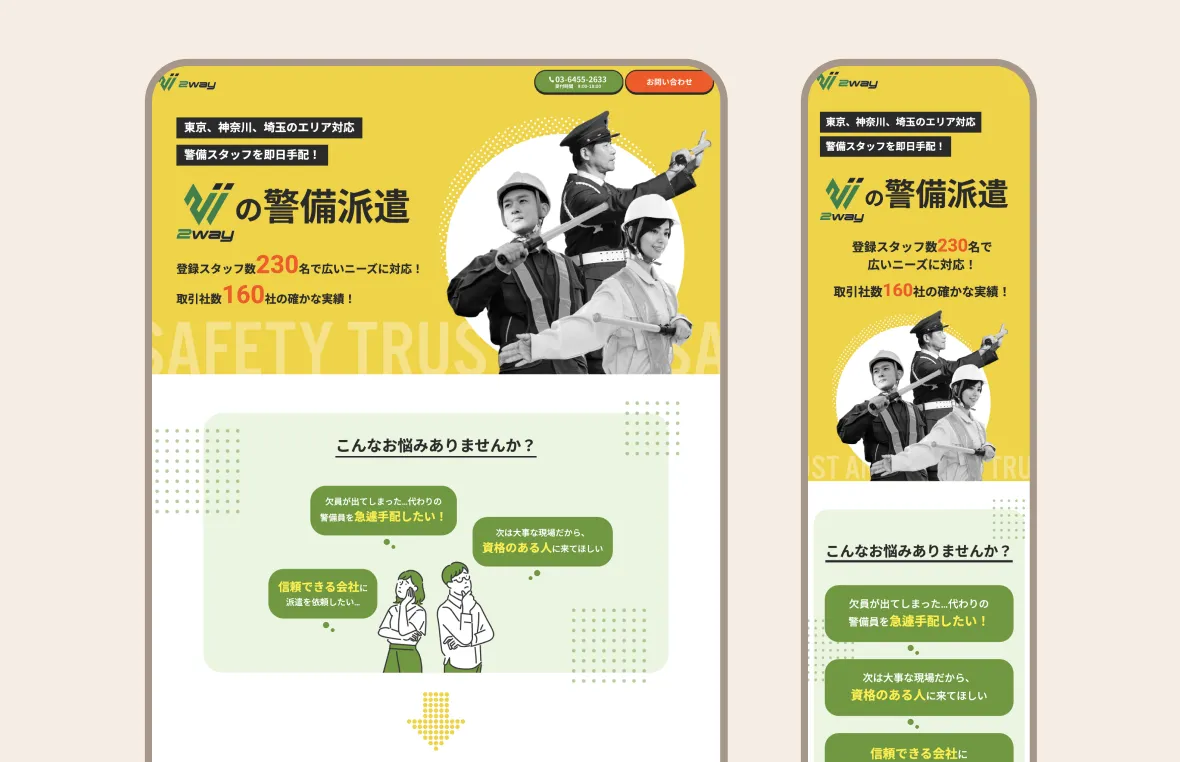 2way
03-6455-2633
受付時間 9:00-18:00
お問い合わせ
東京、神奈川、埼玉のエリア対応
警備スタッフを即日手配！
2way
の警備派遣
登録スタッフ数230名で広いニーズに対応！
取引社数160社の確かな実績！
SAFETY TRUS
SA
こんなお悩みありませんか？
欠員が出てしまった...代わりの
警備員を急遽手配したい！
次は大事な現場だから、
資格のある人に来てほしい
信頼できる会社に
派遣を依頼したい...
2way
東京、神奈川、埼玉のエリア対応
警備スタッフを即日手配！
2way
の警備派遣
登録スタッフ数230名で
広いニーズに対応！
取引社数160社の確かな実績！
TRU
こんなお悩みありませんか？
欠員が出てしまった...代わりの
警備員を急遽手配したい！
次は大事な現場だから、
資格のある人に来てほしい
信頼できる会社に